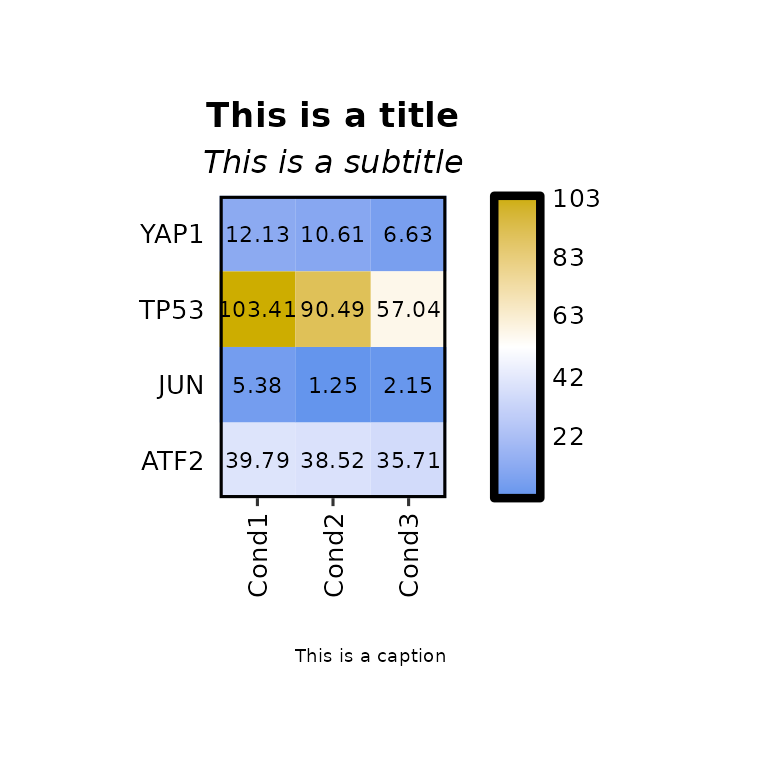 This is a title
This is a subtitle
YAP1 12.13 10.61 6.63
TP53 103.41 90.49 57.04
JUN 5.38 1.25 2.15
ATF2 39.79 38.52 35.71
Cond1 Cond2 Cond3
103
83
63
42
22
This is a caption